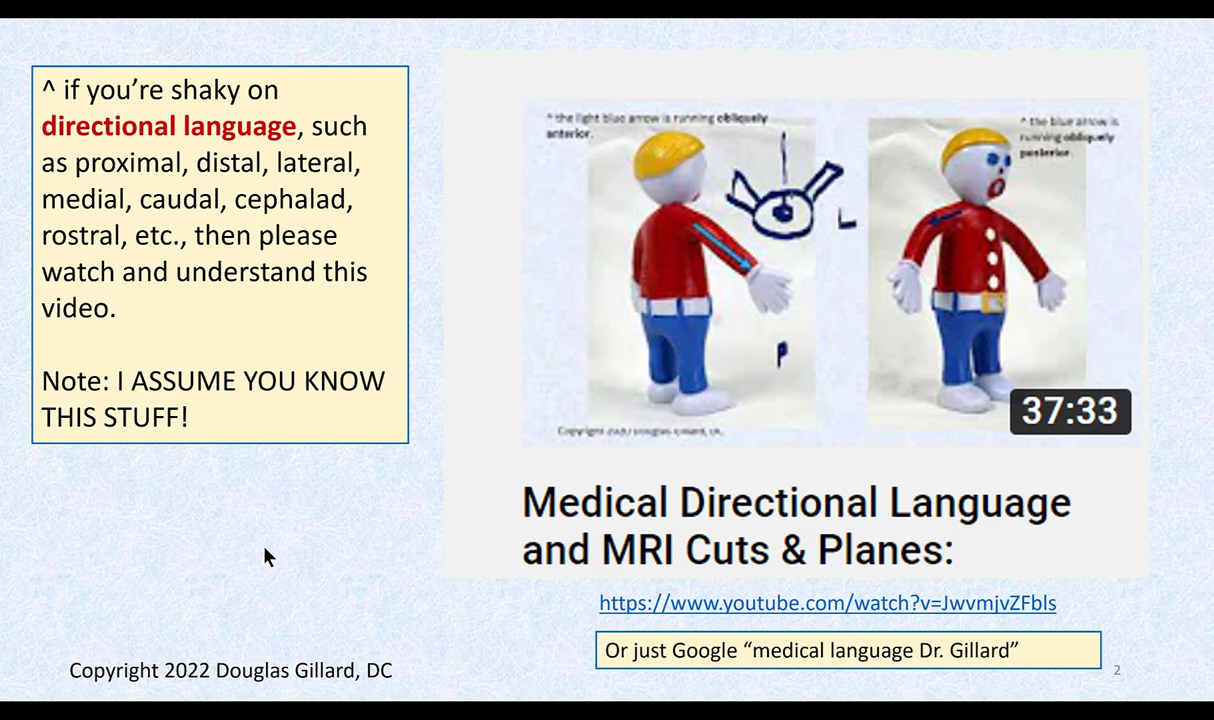 ^ if you’re shaky on
directional language, such
as proximal, distal, lateral,
medial, caudal, cephalad,
rostral, etc., then please
watch and understand this
video.
Note: I ASSUME YOU KNOW
THIS STUFF!
^ the light blue arrow is running obliquely
anterior.
^ the blue arrow is
running obliquely
posterior.
L
P
37:33
Copyright 2020 Douglas Gillard, DC
Medical Directional Language
and MRI Cuts & Planes:
https://www.youtube.com/watch?v=JwvmjvZFbls
Or just Google “medical language Dr. Gillard”
Copyright 2022 Douglas Gillard, DC
2